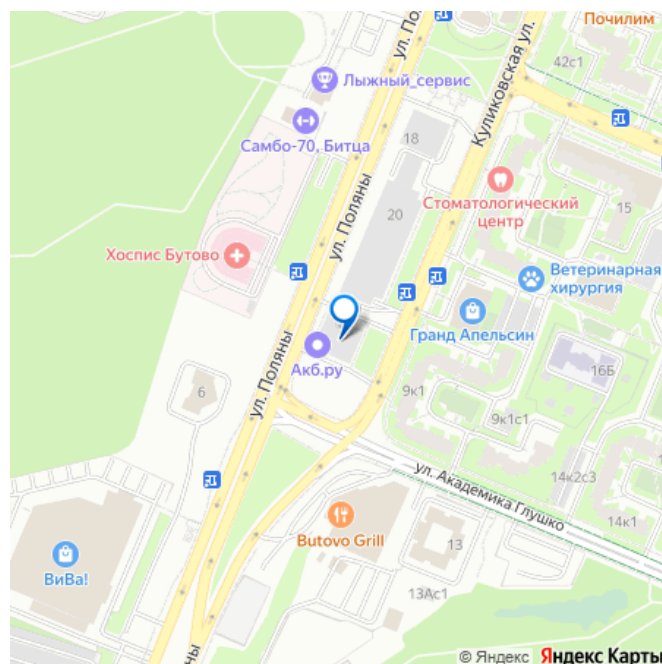 ул. По
Почилим
42с1
Лыжный_сервис
Куликовская ул.
18
Самбо-70, Битца
ул. Поляны
Стоматологический
центр
20
15
Хоспис Бутово
Ветеринарная
хирургия
Гранд Апельсин
Акб.ру
ул. Поляны
16Б
6
9к1
9к1с1
ул. Академика Глушко
14к2с3
14к1
Butovo Grill
13
ВиВа!
13Ас1
ны
© Яндекс Яндекс Карты